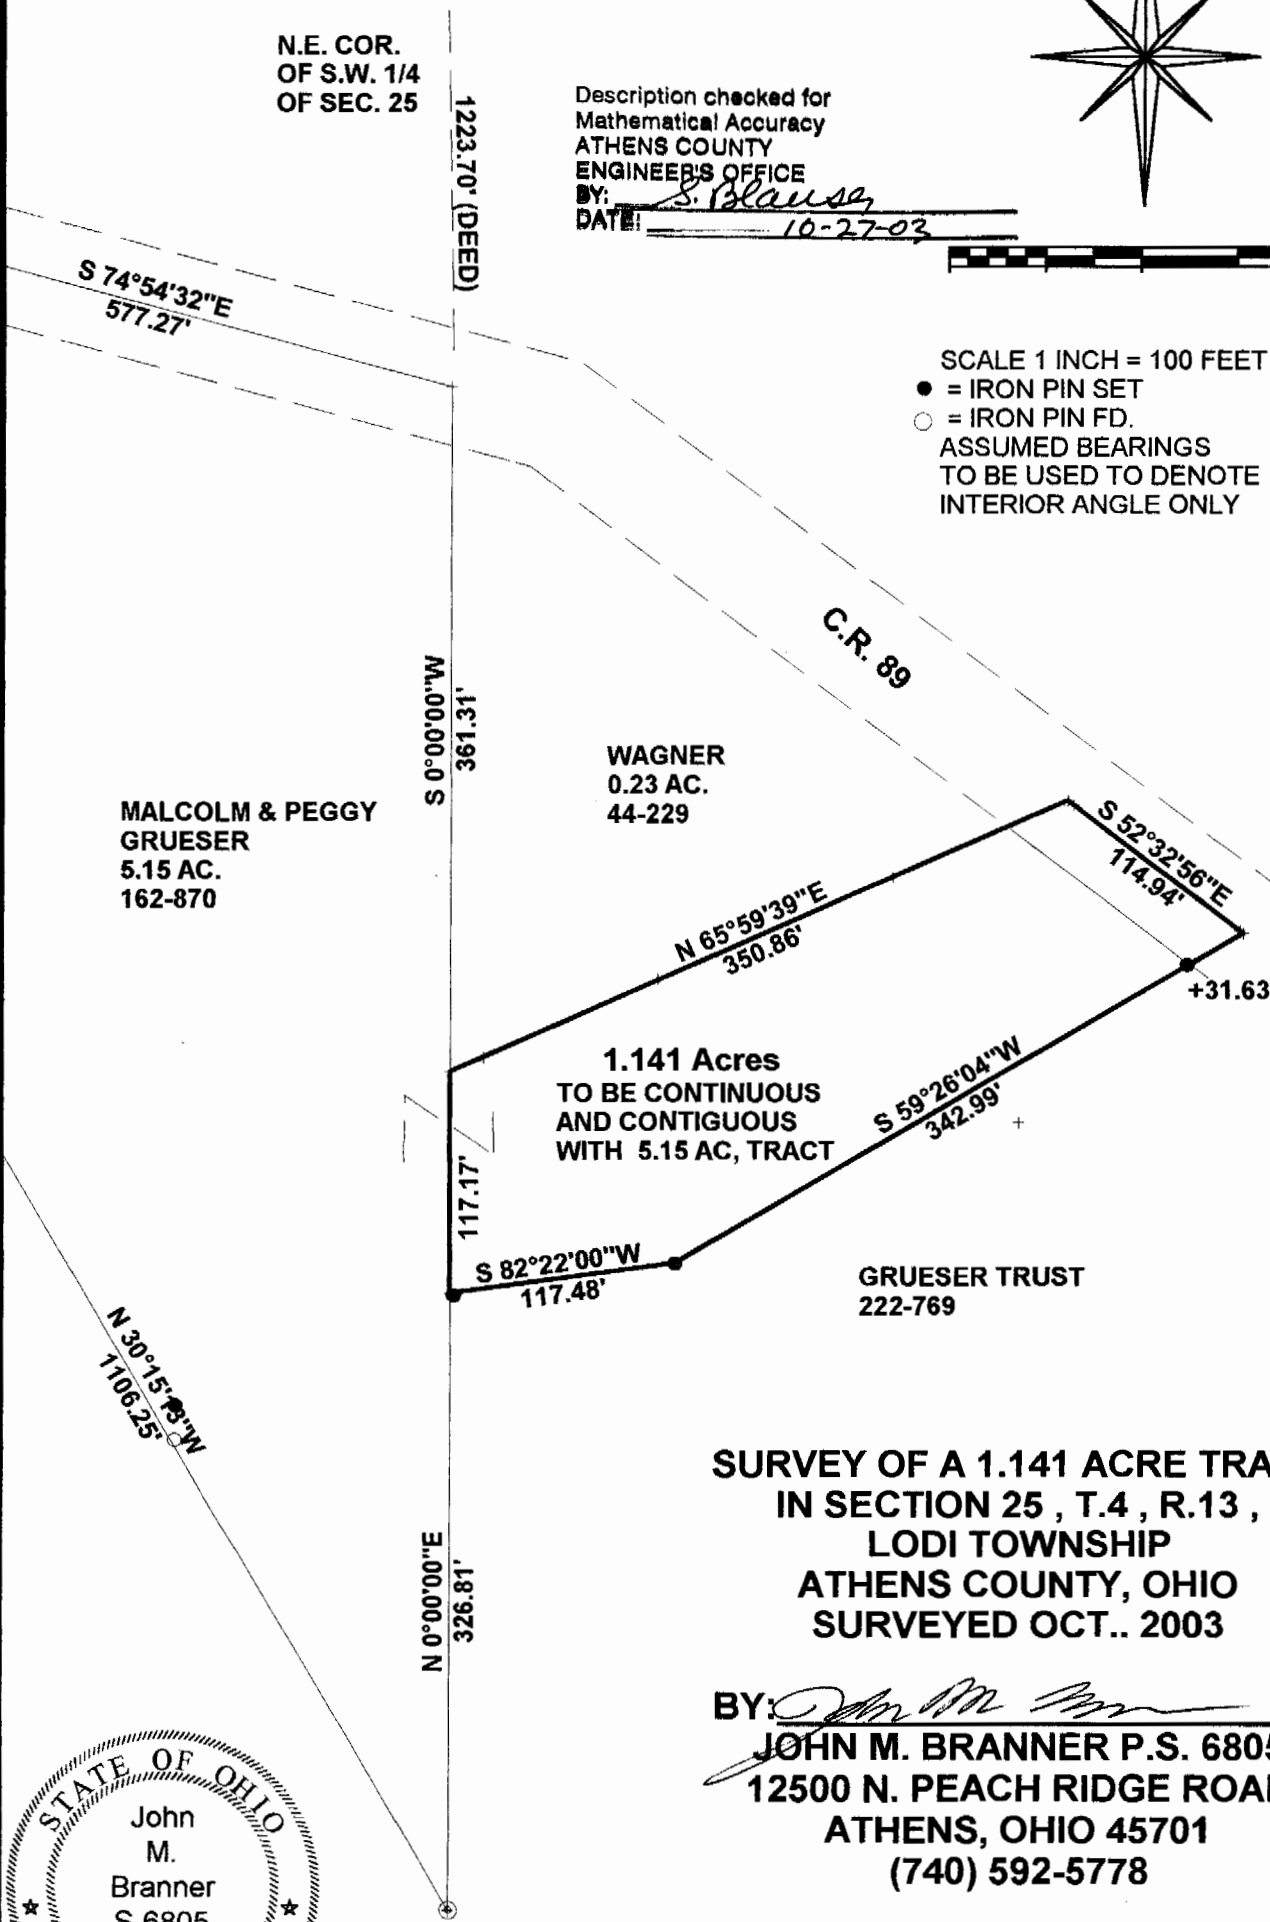 N.E. COR.
OF S.W. 1/4
OF SEC. 25
1223.70' (DEED)
Description checked for
Mathematical Accuracy
ATHENS COUNTY
ENGINEER'S OFFICE
BY:
DATE: 10-27-03
S 74°54'32"E
577.27'
SCALE 1 INCH = 100 FEET
= IRON PIN SET
= IRON PIN FD.
ASSUMED BEARINGS
TO BE USED TO DENOTE
INTERIOR ANGLE ONLY
C.R. 89
S 0°00'00"W
361.31'
WAGNER
0.23 AC.
44-229
MALCOLM & PEGGY
GRUESER
5.15 AC.
162-870
S 52°32'56"E
114.94'
N 65°59'39"E
350.86'
+31.63
1.141 Acres
TO BE CONTINUOUS
AND CONTIGUOUS
WITH 5.15 AC, TRACT
S 59°26'04"W
342.99'
117.17'
S 82°22'00"W
117.48'
GRUESER TRUST
222-769
N 30°15'13"W
1106.25'
N 0°00'00"E
326.81'
SURVEY OF A 1.141 ACRE TRA
IN SECTION 25 , T.4 , R.13 ,
LODI TOWNSHIP
ATHENS COUNTY, OHIO
SURVEYED OCT.. 2003
BY:
JOHN M. BRANNER P.S. 6805
12500 N. PEACH RIDGE ROAD
ATHENS, OHIO 45701
(740) 592-5778
STATE OF OHIO
John
M.
Branner
S 6805